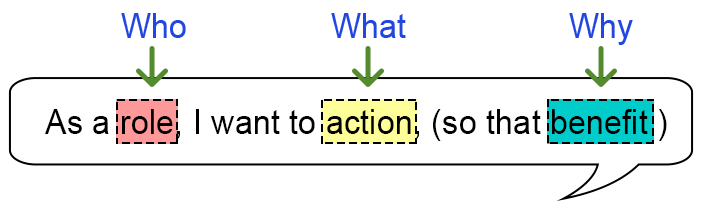 Who What Why
As a role, I want to action, (so that benefit )